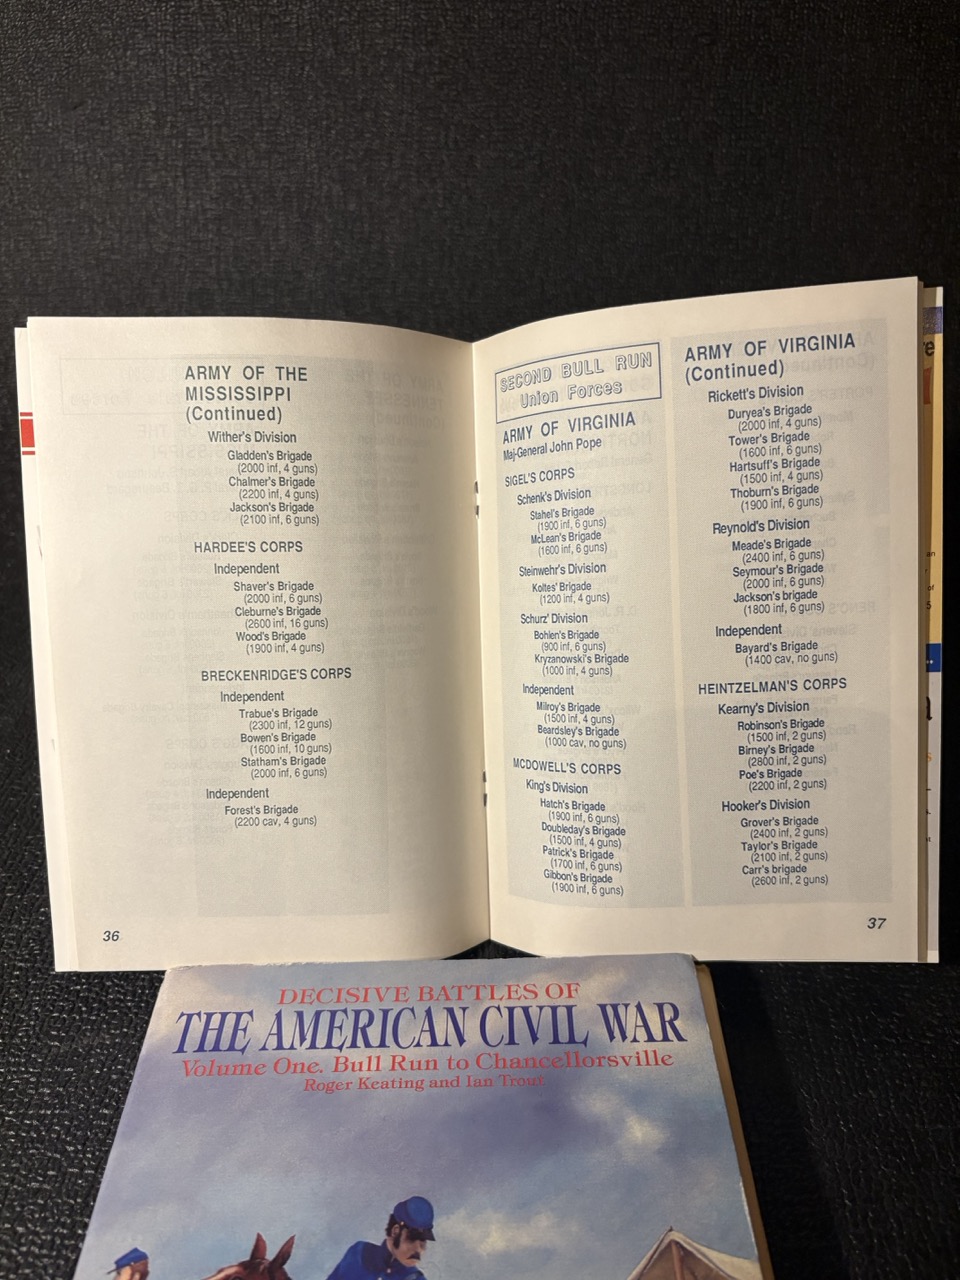 ARMY OF THE
MISSISSIPPI
(Continued)
Wither's Division
Gladden's Brigade
(2000 inf, 4 guns)
Chalmer's Brigade
(2200 inf, 4 guns)
Jackson's Brigade
(2100 inf, 6 guns)
HARDEE'S CORPS
Independent
Shaver's Brigade
(2000 inf, 6 guns)
Cleburne's Brigade
(2600 inf, 16 guns)
Wood's Brigade
(1900 inf, 4 guns)
BRECKENRIDGE'S CORPS
Independent
Trabue's Brigade
(2300 inf, 12 guns)
Bowen's Brigade
(1600 inf, 10 guns)
Statham's Brigade
(2000 inf, 6 guns)
Independent
Forest's Brigade
(2200 cav, 4 guns)
36
SECOND BULL RUN
Union Forces
ARMY OF VIRGINIA
Maj-General John Pope
SIGEL'S CORPS
Schenk's Division
Stahel's Brigade
(1900 inf, 6 guns)
McLean's Brigade
(1600 inf, 6 guns)
Steinwehr's Division
Koltes' Brigade
(1200 inf, 4 guns)
Schurz' Division
Bohlen's Brigade
(900 inf, 6 guns)
Kryzanowski's Brigade
(1000 inf, 4 guns)
Independent
Milroy's Brigade
(1500 inf, 4 guns)
Beardsley's Brigade
(1000 cav, no guns)
MCDOWELL'S CORPS
King's Division
Hatch's Brigade
(1900 inf, 6 guns)
Doubleday's Brigade
(1500 inf, 4 guns)
Patrick's Brigade
(1700 inf, 6 guns)
Gibbon's Brigade
(1900 inf, 6 guns)
ARMY OF VIRGINIA
(Continued)
Rickett's Division
Duryea's Brigade
(2000 inf, 4 guns)
Tower's Brigade
(1600 inf, 6 guns)
Hartsuff's Brigade
(1500 inf, 4 guns)
Thoburn's Brigade
(1900 inf, 6 guns)
Reynold's Division
Meade's Brigade
(2400 inf, 6 guns)
Seymour's Brigade
(2000 inf, 6 guns)
Jackson's brigade
(1800 inf, 6 guns)
Independent
Bayard's Brigade
(1400 cav, no guns)
HEINTZELMAN'S CORPS
Kearny's Division
Robinson's Brigade
(1500 inf, 2 guns)
Birney's Brigade
(2800 inf, 2 guns)
Poe's Brigade
(2200 inf, 2 guns)
Hooker's Division
Grover's Brigade
(2400 inf, 2 guns)
Taylor's Brigade
(2100 inf, 2 guns)
Carr's brigade
(2600 inf, 2 guns)
37
DECISIVE BATTLES OF
THE AMERICAN CIVIL WAR
Volume One. Bull Run to Chancellorsville
Roger Keating and Ian Trout